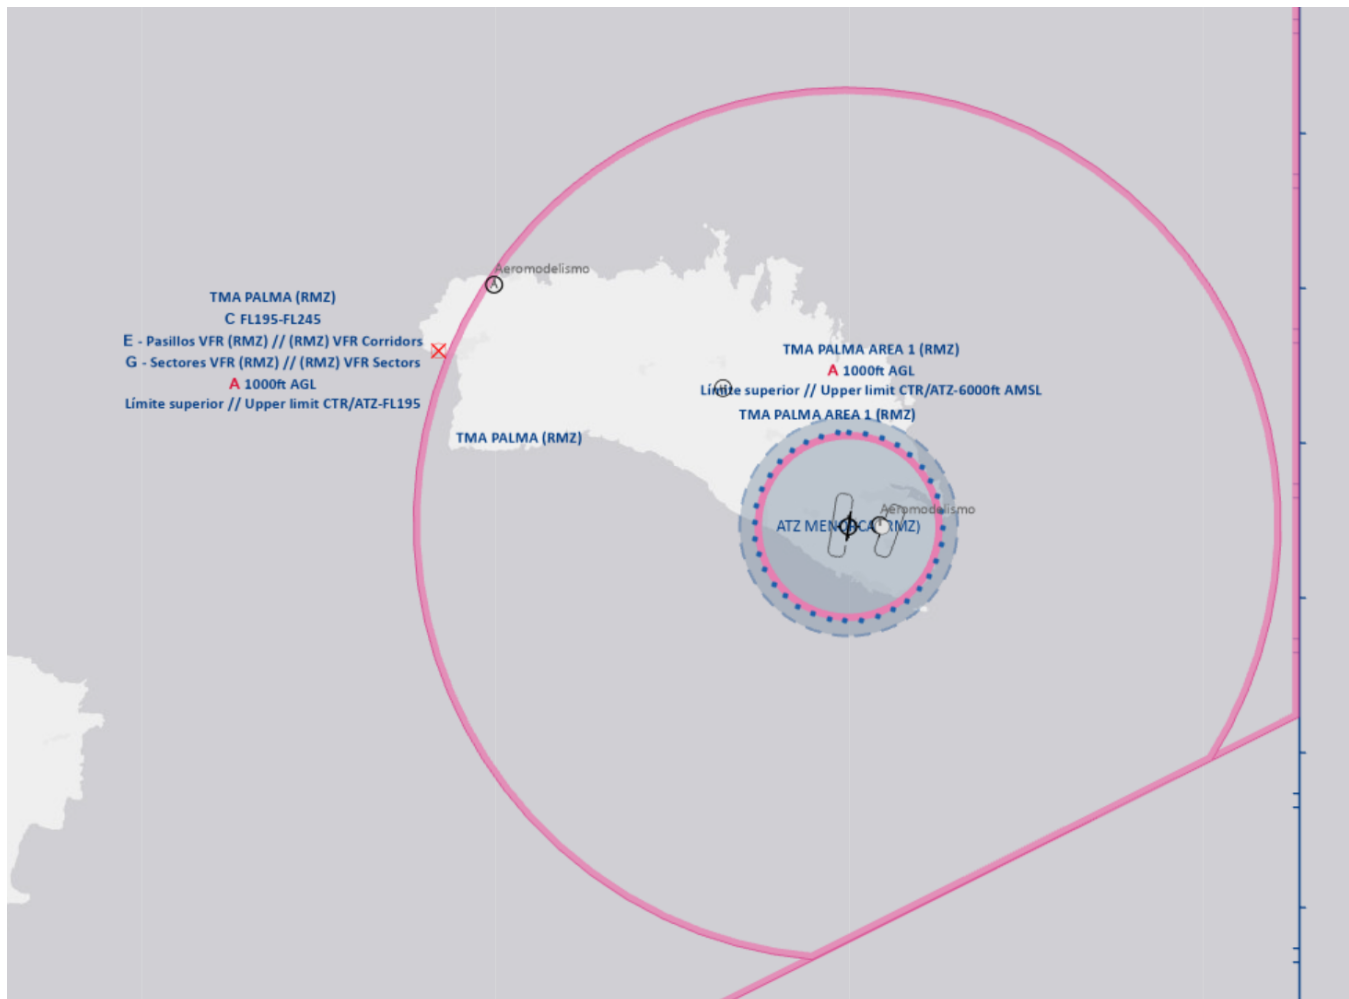 Aeromodelismo
TMA PALMA (RMZ)
C FL195-FL245
E - Pasillos VFR (RMZ) // (RMZ) VFR Corridors
G - Sectores VFR (RMZ) // (RMZ) VFR Sectors
A 1000ft AGL
Límite superior // Upper limit CTR/ATZ-FL195
A
TMA PALMA (RMZ)
TMA PALMA AREA 1 (RMZ)
A 1000ft AGL
Límite superior // Upper limit CTR/ATZ-6000ft AMSL
TMA PALMA AREA 1 (RMZ)
Aeromodelismo
ATZ MENORCA (RMZ)